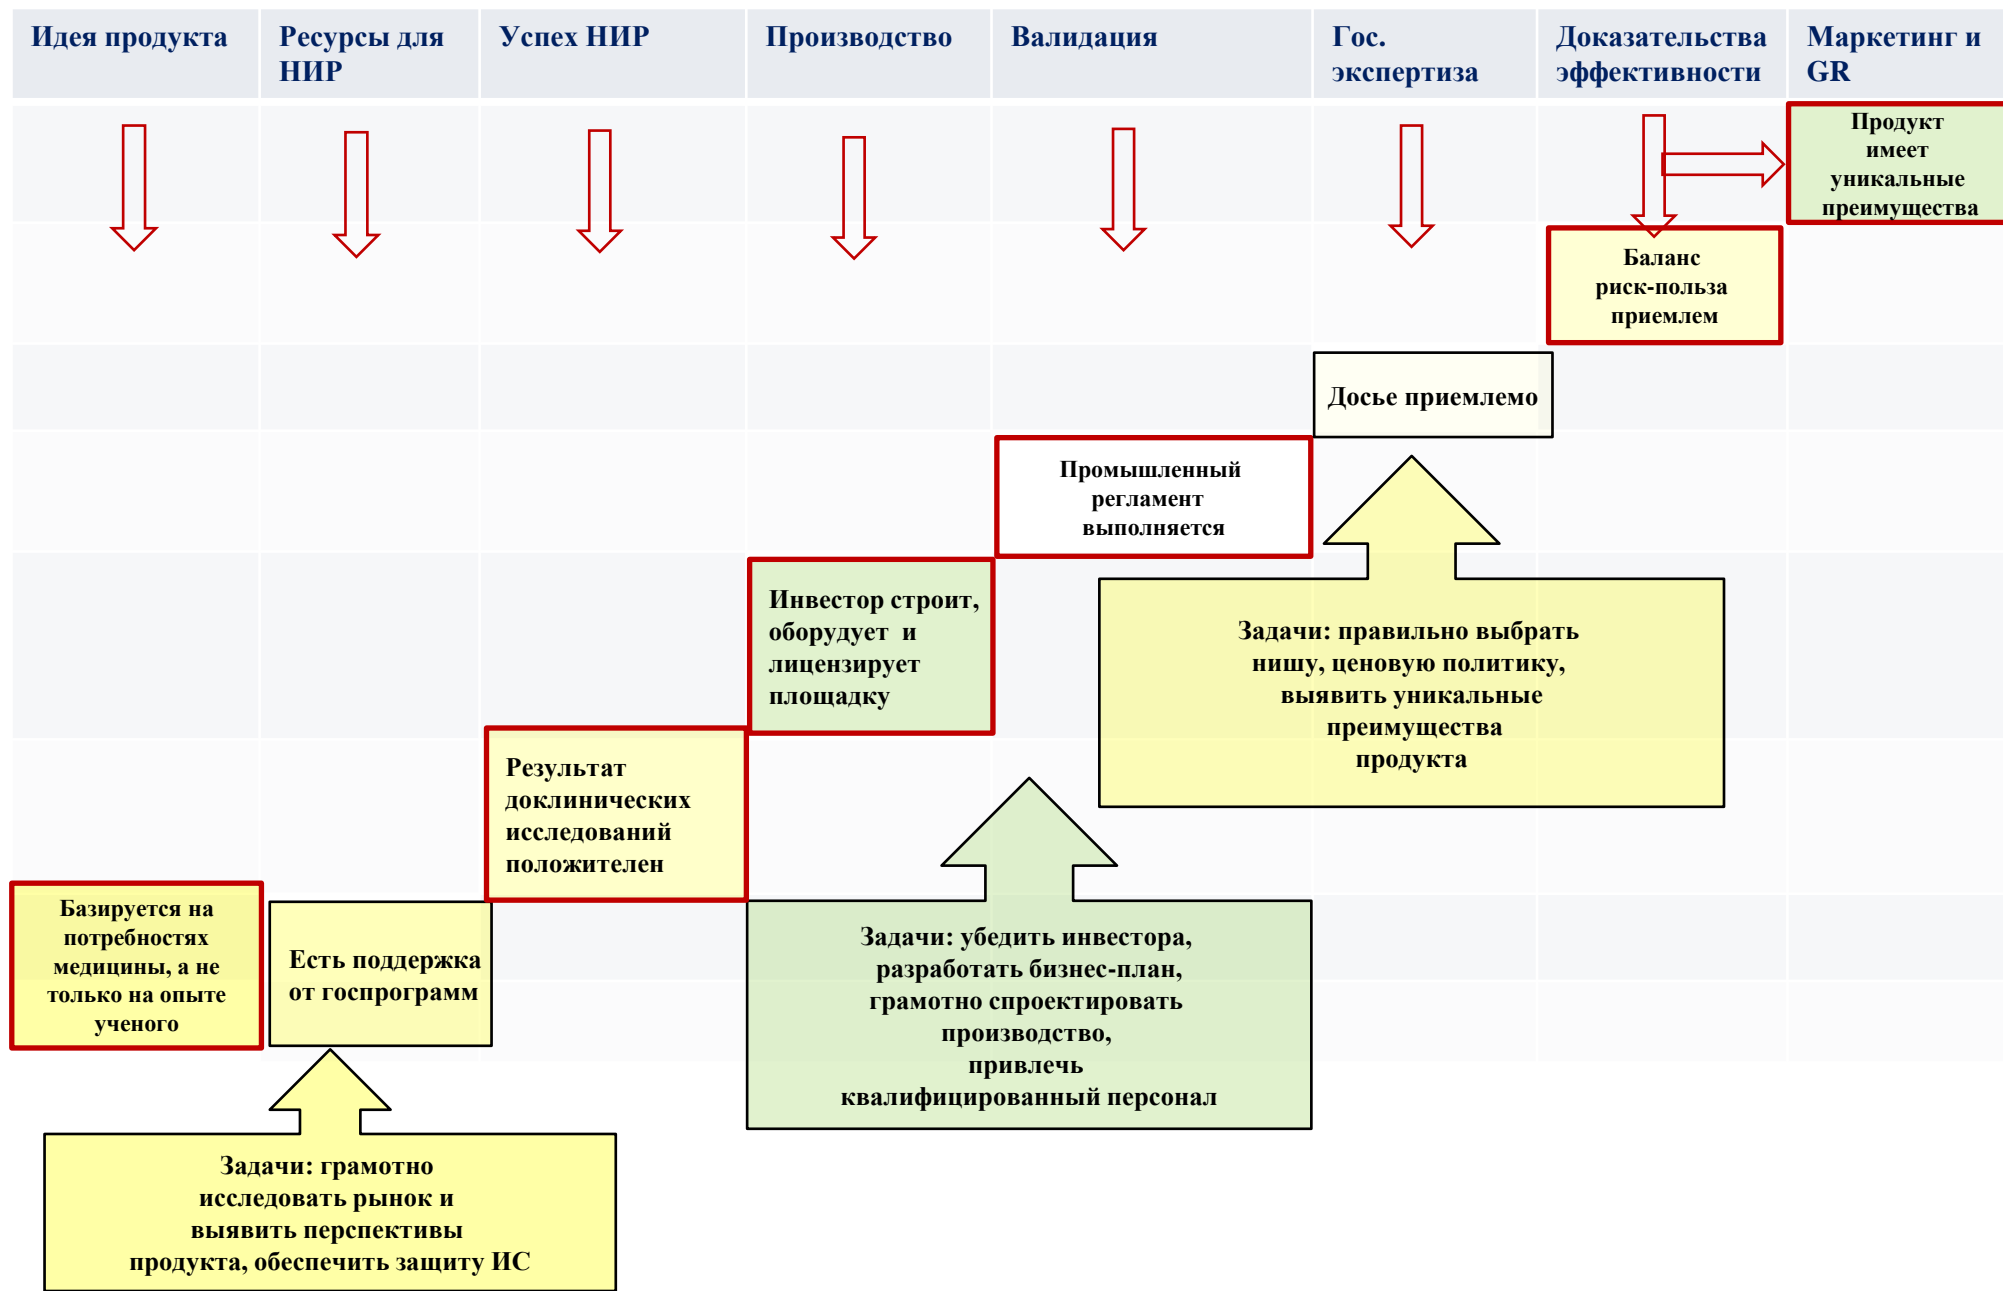 Идея продукта
Ресурсы для
НИР
Успех НИР
Производство
Валидация
Гос.
экспертиза
Доказательства
эффективности
Маркетинг и
GR
Продукт
имеет
уникальные
преимущества
Баланс
риск-польза
приемлем
Досье приемлемо
Промышленный
регламент
выполняется
Инвестор строит,
оборудует и
лицензирует
площадку
Задачи: правильно выбрать
нишу, ценовую политику,
выявить уникальные
преимущества
продукта
Результат
доклинических
исследований
положителен
Базируется на
потребностях
медицины, а не
только на опыте
ученого
Есть поддержка
от госпрограмм
Задачи: убедить инвестора,
разработать бизнес-план,
грамотно спроектировать
производство,
привлечь
квалифицированный персонал
Задачи: грамотно
исследовать рынок и
выявить перспективы
продукта, обеспечить защиту ИС